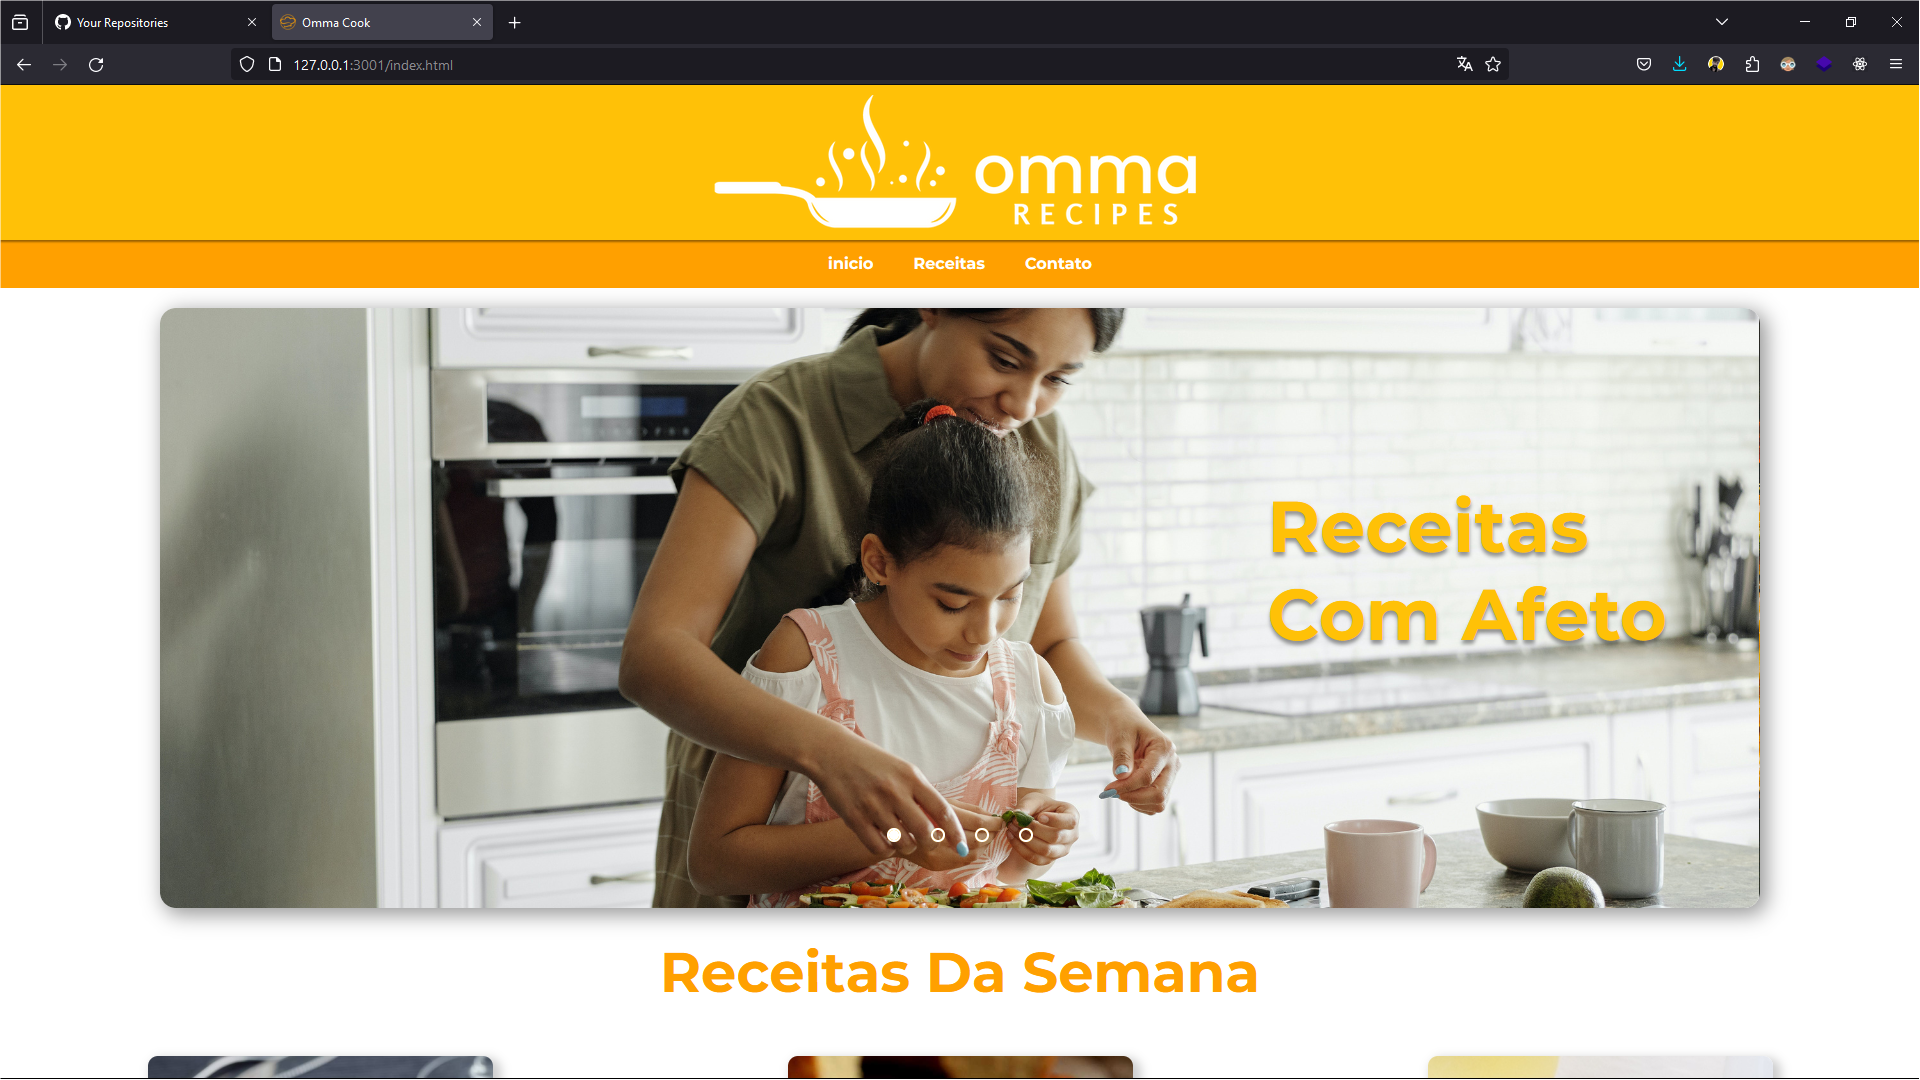 Your Repositories
Omma Cook
127.0.0.1:3001/index.html
omma
RECIPES
inicio Receitas Contato
Receitas
Com Afeto
Receitas Da Semana